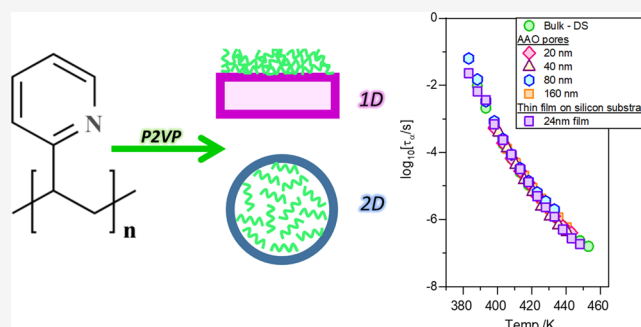 N
n
P2VP
1D
2D
log₁₀[τα/s]
0
-2
-4
-6
-8
380 400 420 440 460
Temp /K
Bulk - DS
AAO pores
20 nm
40 nm
80 nm
160 nm
Thin film on silicon substra
24nm film